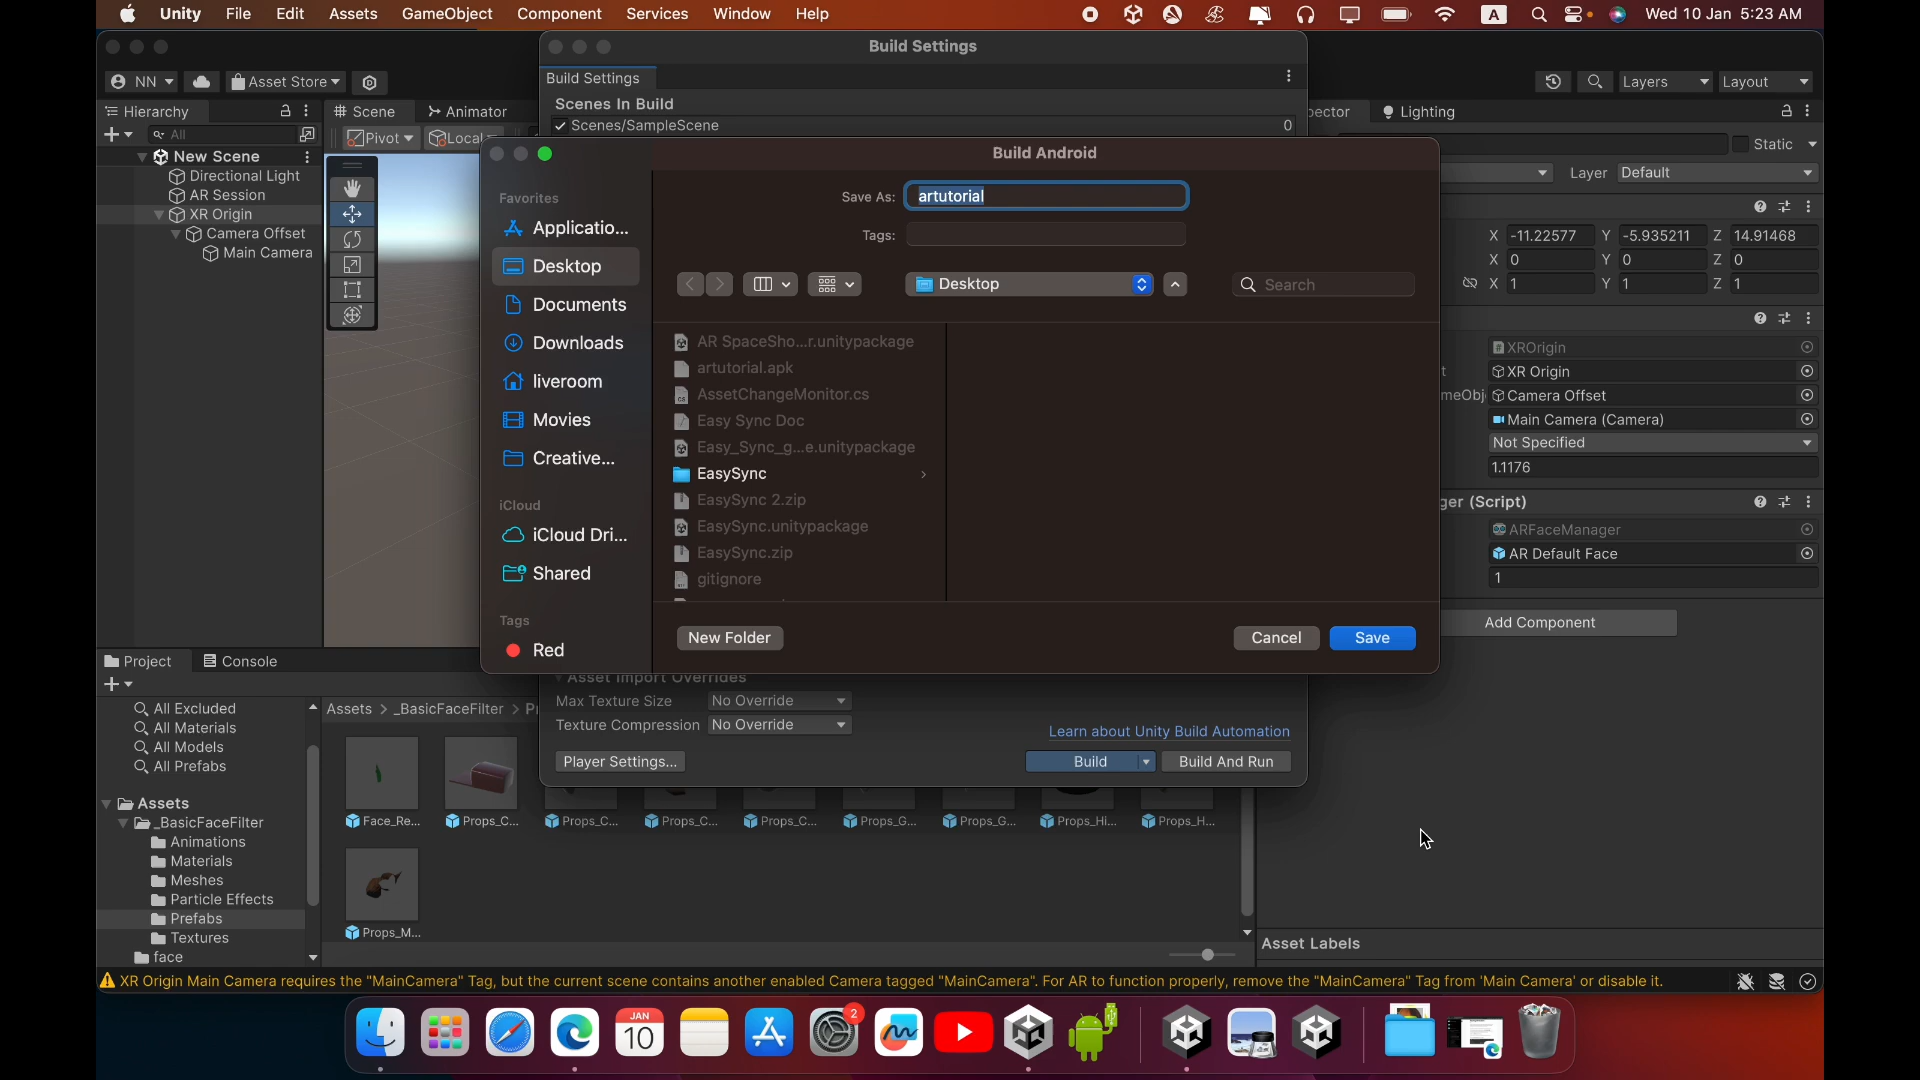 Unity File Edit Assets GameObject Component Services Window Help A Wed 10 Jan 5:23 AM
Build Settings
NN Asset Store Layers Layout
Build Settings
Hierarchy Scene Animator Lighting
Scenes In Build
All Pivot Local Scenes/SampleScene 0
Static
New Scene
Directional Light
AR Session
XR Origin
Camera Offset
Main Camera
Build Android
Save As: artutorial
Tags:
Desktop
Search
Favorites
Applicatio...
Desktop
Documents
Downloads
liveroom
Movies
Creative...
iCloud
iCloud Dri...
Shared
Tags
Red
AR SpaceSho...r.unitypackage
artutorial.apk
AssetChangeMonitor.cs
Easy Sync Doc
Easy_Sync_g...e.unitypackage
EasySync
EasySync 2.zip
EasySync.unitypackage
EasySync.zip
gitignore
New Folder Cancel Save
Layer Default
X -11.22577 Y -5.935211 Z 14.91468
X 0 Y 0 Z 0
X 1 Y 1 Z 1
XROrigin
XR Origin
Camera Offset
Main Camera (Camera)
Not Specified
1.1176
ger (Script)
ARFaceManager
AR Default Face
1
Add Component
Asset Import Overrides
Max Texture Size No Override
Texture Compression No Override
Learn about Unity Build Automation
Player Settings... Build Build And Run
Project Console
All Excluded
All Materials
All Models
All Prefabs
Assets
_BasicFaceFilter
Animations
Materials
Meshes
Particle Effects
Prefabs
Textures
face
Assets > _BasicFaceFilter > Pr
Face_Re... Props_C... Props_C... Props_C... Props_C... Props_G... Props_G... Props_Hi... Props_H...
Props_M...
Asset Labels
XR Origin Main Camera requires the "MainCamera" Tag, but the current scene contains another enabled Camera tagged "MainCamera". For AR to function properly, remove the "MainCamera" Tag from 'Main Camera' or disable it.
JAN
10
2